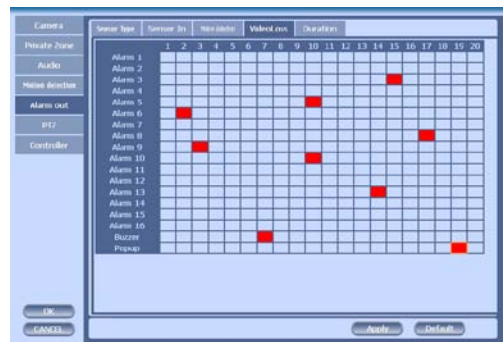 Camera
Private Zone
Audio
Motion detection
Alarm out
PTZ
Controller
OK
CANCEL
Sensor Type Sensor In VideoLoss Duration
1 2 3 4 5 6 7 8 9 10 11 12 13 14 15 16 17 18 19 20
Alarm 1
Alarm 2
Alarm 3
Alarm 4
Alarm 5
Alarm 6
Alarm 7
Alarm 8
Alarm 9
Alarm 10
Alarm 11
Alarm 12
Alarm 13
Alarm 14
Alarm 15
Alarm 16
Buzzer
Popup
Apply Default